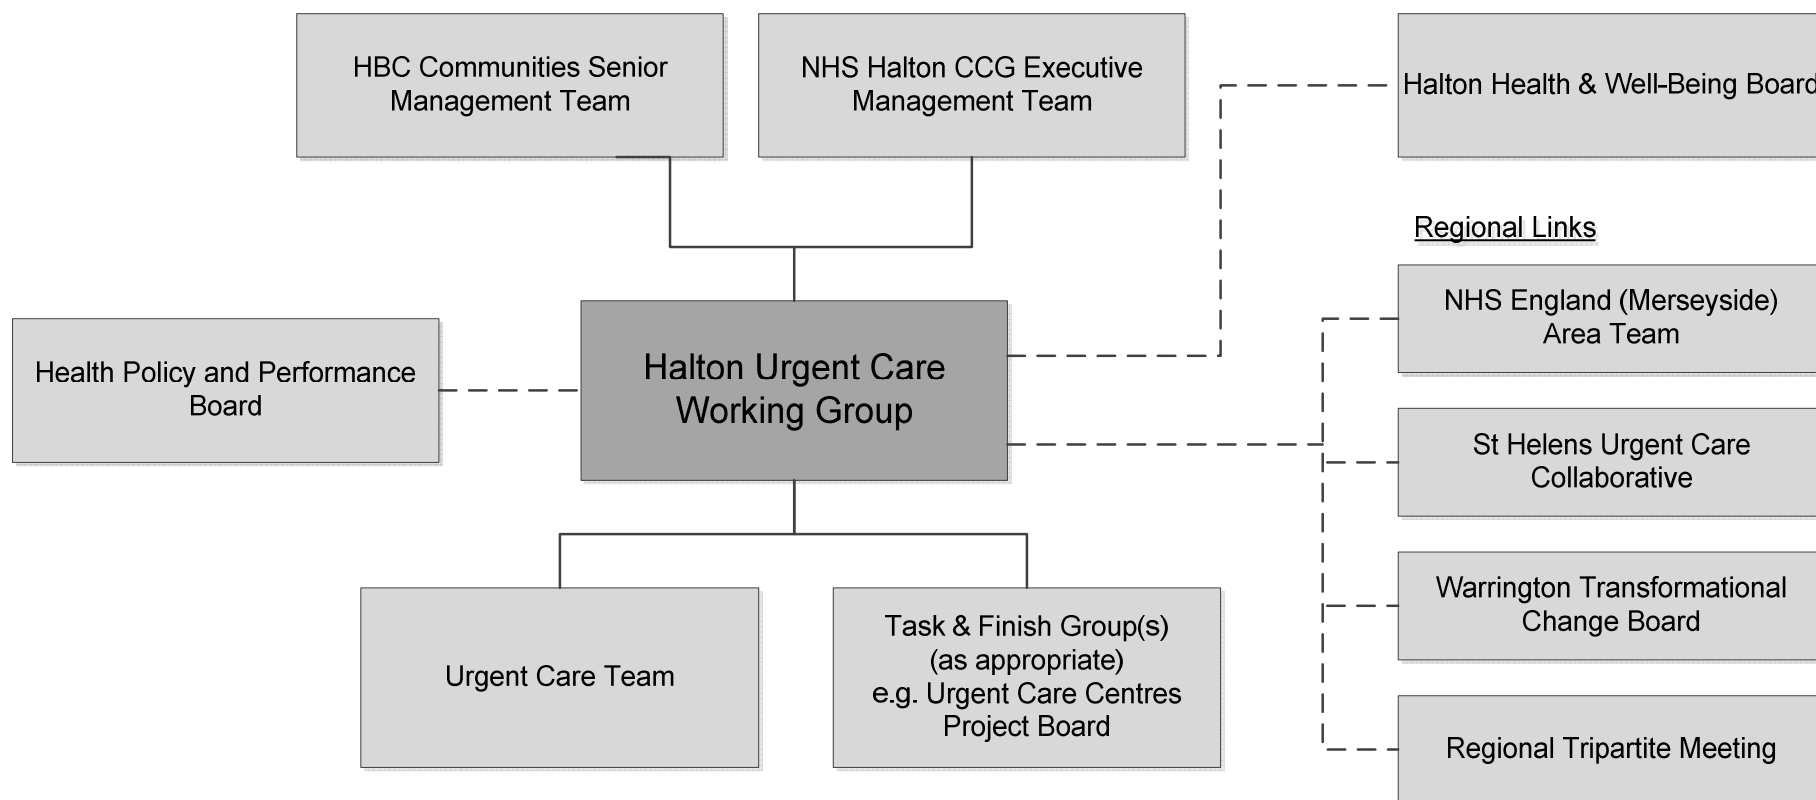 HBC Communities Senior
Management Team
NHS Halton CCG Executive
Management Team
Halton Health & Well-Being Board
Regional Links
NHS England (Merseyside)
Area Team
Health Policy and Performance
Board
Halton Urgent Care
Working Group
St Helens Urgent Care
Collaborative
Warrington Transformational
Change Board
Urgent Care Team
Task & Finish Group(s)
(as appropriate)
e.g. Urgent Care Centres
Project Board
Regional Tripartite Meeting